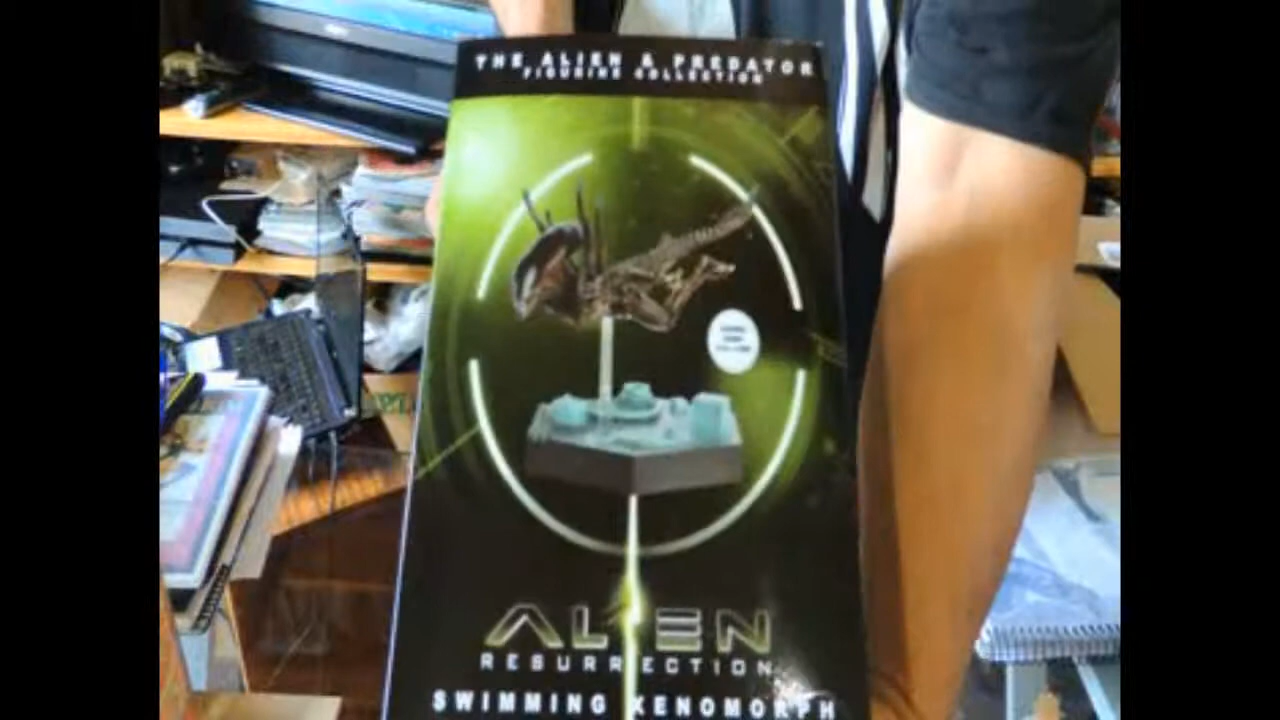 THE ALIEN & PREDATOR
FIGURINE COLLECTION
ALIEN
RESURRECTION
SWIMMING XENOMORPH